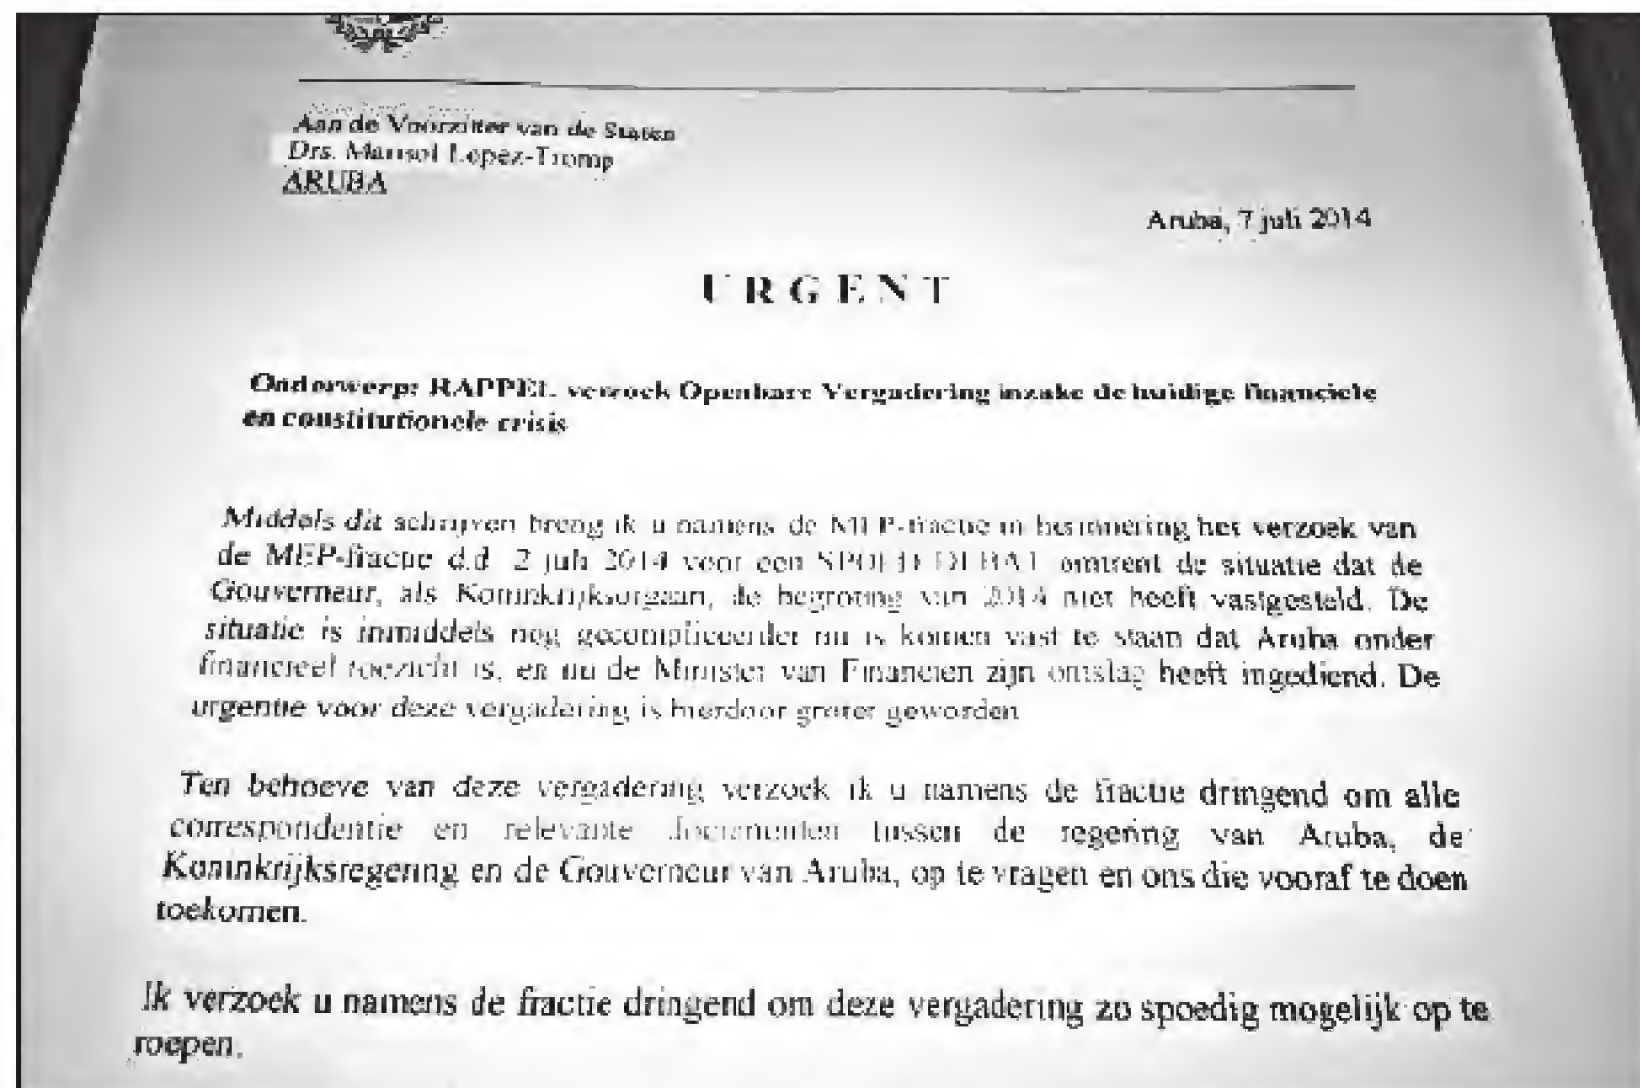 Aan de Voorzitter van de Staten
Drs. Marisol Lopez-Tromp
ARUBA
Aruba, 7 juli 2014
URGENT
Onderwerp: RAPPEL verzoek Openbare Vergadering inzake de huidige financiele
en constitutionele crisis
Middels dit schrijven breng ik u namens de MEP-fractie in herinnering het verzoek van
de MEP-fractie d.d. 2 juli 2014 voor een SPOED DEBAT omtrent de situatie dat de
Gouverneur, als Koninkrijksorgaan, de begroting van 2014 niet heeft vastgesteld. De
situatie is inmiddels nog gecompliceerder nu is komen vast te staan dat Aruba onder
financieel toezicht is, en nu de Minister van Financien zijn ontslag heeft ingediend. De
urgentie voor deze vergadering is hierdoor groter geworden
Ten behoeve van deze vergadering verzoek ik u namens de fractie dringend om alle
correspondentie en relevante documenten tussen de regering van Aruba, de
Koninkrijksregering en de Gouverneur van Aruba, op te vragen en ons die vooraf te doen
toekomen.
Ik verzoek u namens de fractie dringend om deze vergadering zo spoedig mogelijk op te
roepen.